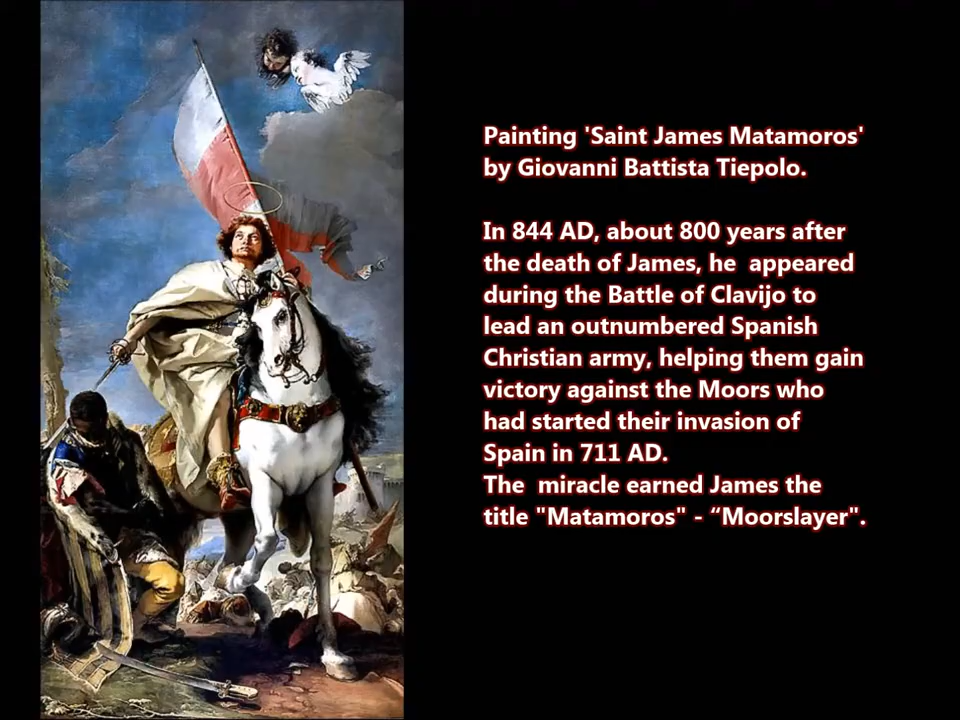 Painting 'Saint James Matamoros'
by Giovanni Battista Tiepolo.
In 844 AD, about 800 years after
the death of James, he  appeared
during the Battle of Clavijo to
lead an outnumbered Spanish
Christian army, helping them gain
victory against the Moors who
had started their invasion of
Spain in 711 AD.
The  miracle earned James the
title "Matamoros" - “Moorslayer".